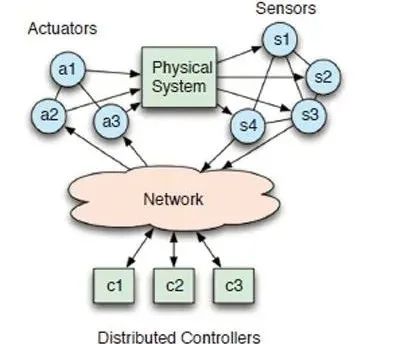 Sensors
Actuators
s1
a1
Physical
System
s2
a2
a3
s4
s3
Network
c1
c2
c3
Distributed Controllers